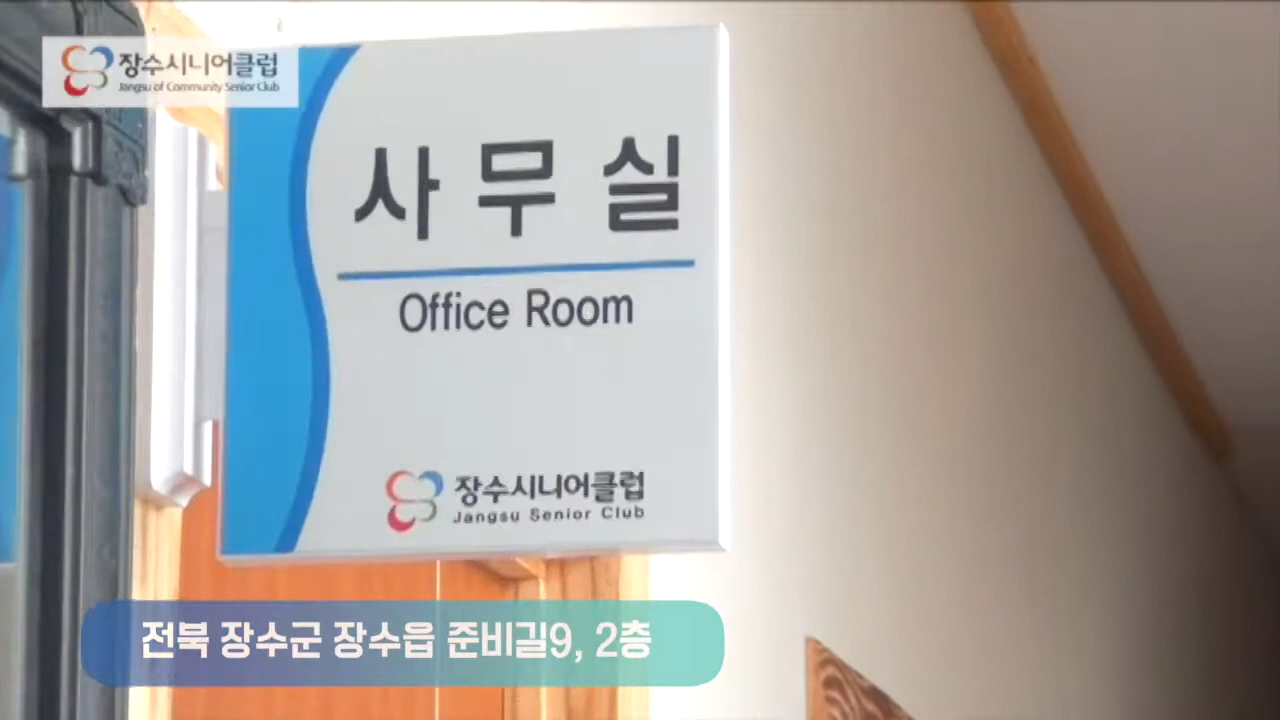 장수시니어클럽
Jangsu of Community Senior Club
사무실
Office Room
장수시니어클럽
Jangsu Senior Club
전북 장수군 장수읍 준비길9, 2층